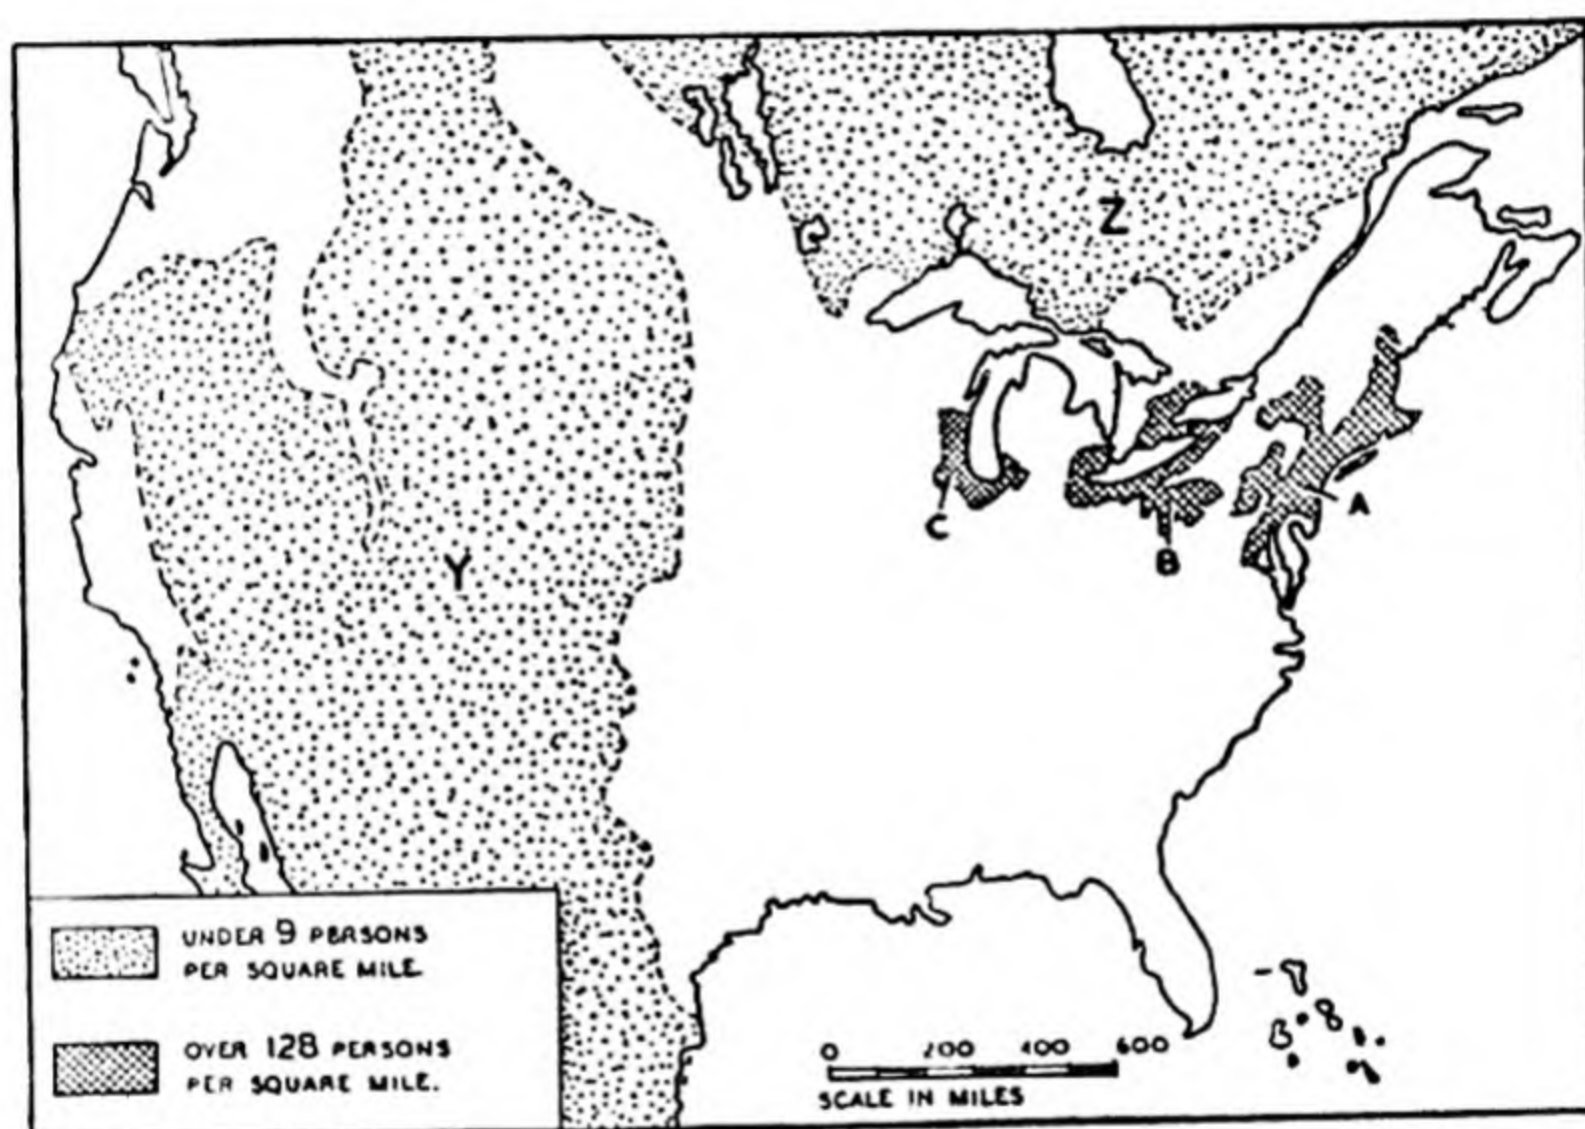 Z
A
C
B
Y
UNDER 9 PERSONS
PER SQUARE MILE.
OVER 128 PERSONS
PER SQUARE MILE.
0 200 400 600
SCALE IN MILES